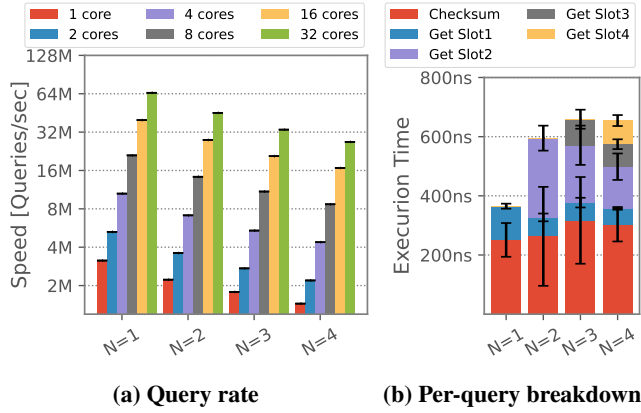 1 core 4 cores 16 cores
2 cores 8 cores 32 cores
128M
64M
32M
16M
8M
4M
2M
Speed [Queries/sec]
N=1 N=2 N=3 N=4
(a) Query rate
Checksum Get Slot3
Get Slot1 Get Slot4
Get Slot2
800ns
600ns
400ns
200ns
Execurion Time
N=1 N=2 N=3 N=4
(b) Per-query breakdown